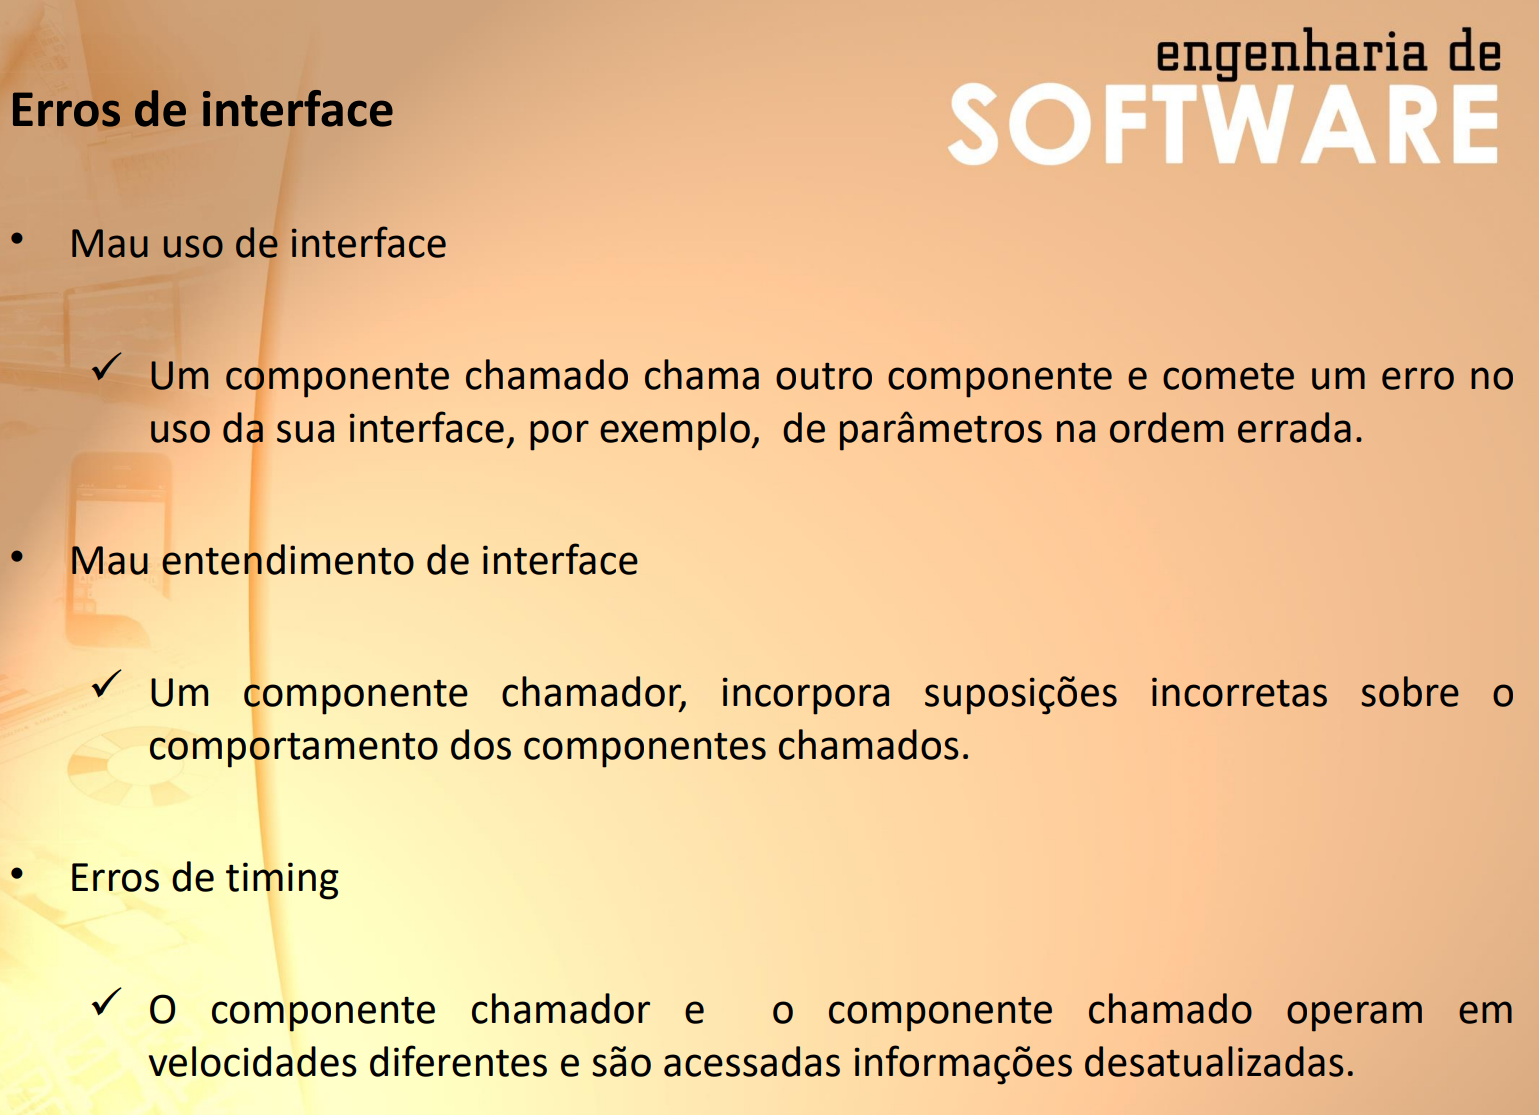 engenharia de
SOFTWARE
Erros de interface
• Mau uso de interface
✓ Um componente chamado chama outro componente e comete um erro no
uso da sua interface, por exemplo, de parâmetros na ordem errada.
• Mau entendimento de interface
✓ Um componente chamador, incorpora suposições incorretas sobre o
comportamento dos componentes chamados.
• Erros de timing
✓ O componente chamador e o componente chamado operam em
velocidades diferentes e são acessadas informações desatualizadas.